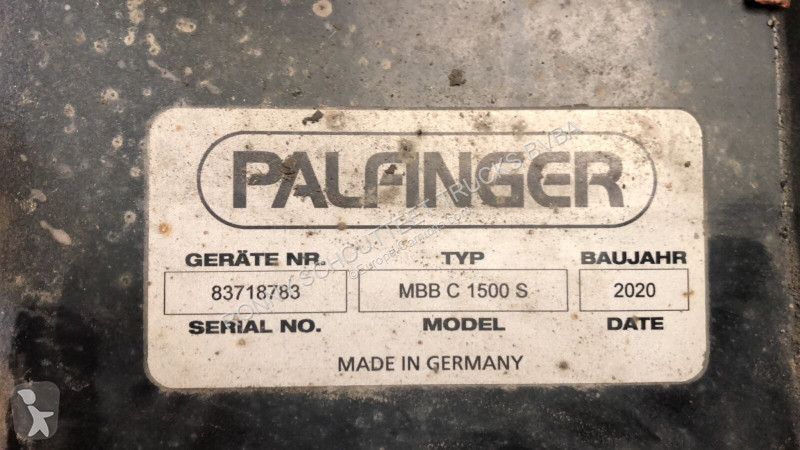 PALFINGER
GERÄTE NR. TYP BAUJAHR
83718783 MBB C 1500 S 2020
SERIAL NO. MODEL DATE
MADE IN GERMANY